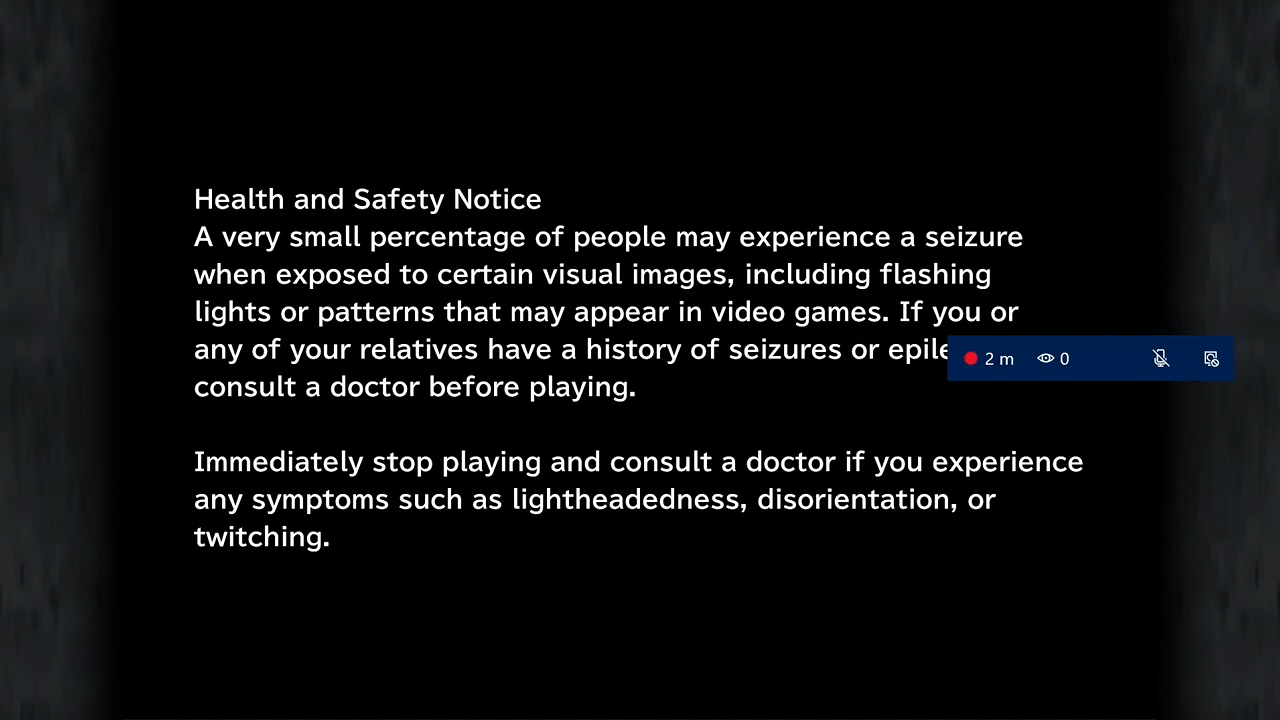 Health and Safety Notice
A very small percentage of people may experience a seizure
when exposed to certain visual images, including flashing
lights or patterns that may appear in video games. If you or
any of your relatives have a history of seizures or epile
2 m 0
consult a doctor before playing.
Immediately stop playing and consult a doctor if you experience
any symptoms such as lightheadedness, disorientation, or
twitching.